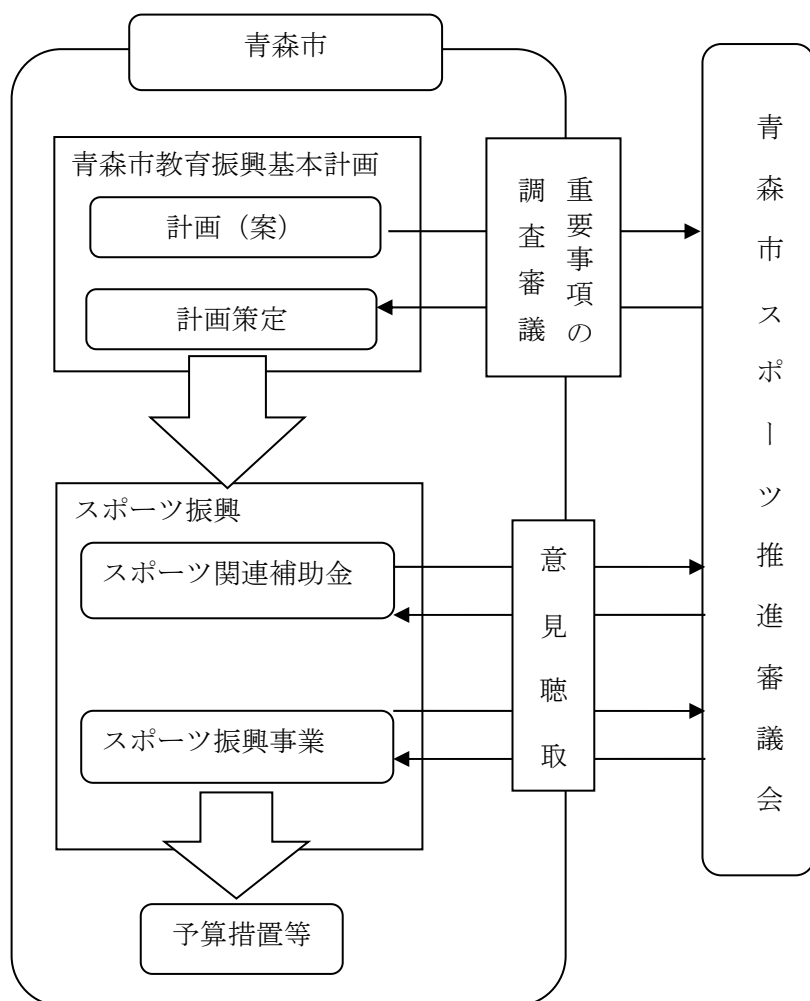 青森市
青森市教育振興基本計画
計画（案）
計画策定
重要事項の
調査審議
スポーツ振興
スポーツ関連補助金
スポーツ振興事業
意見聴取
予算措置等
青森市スポーツ推進審議会